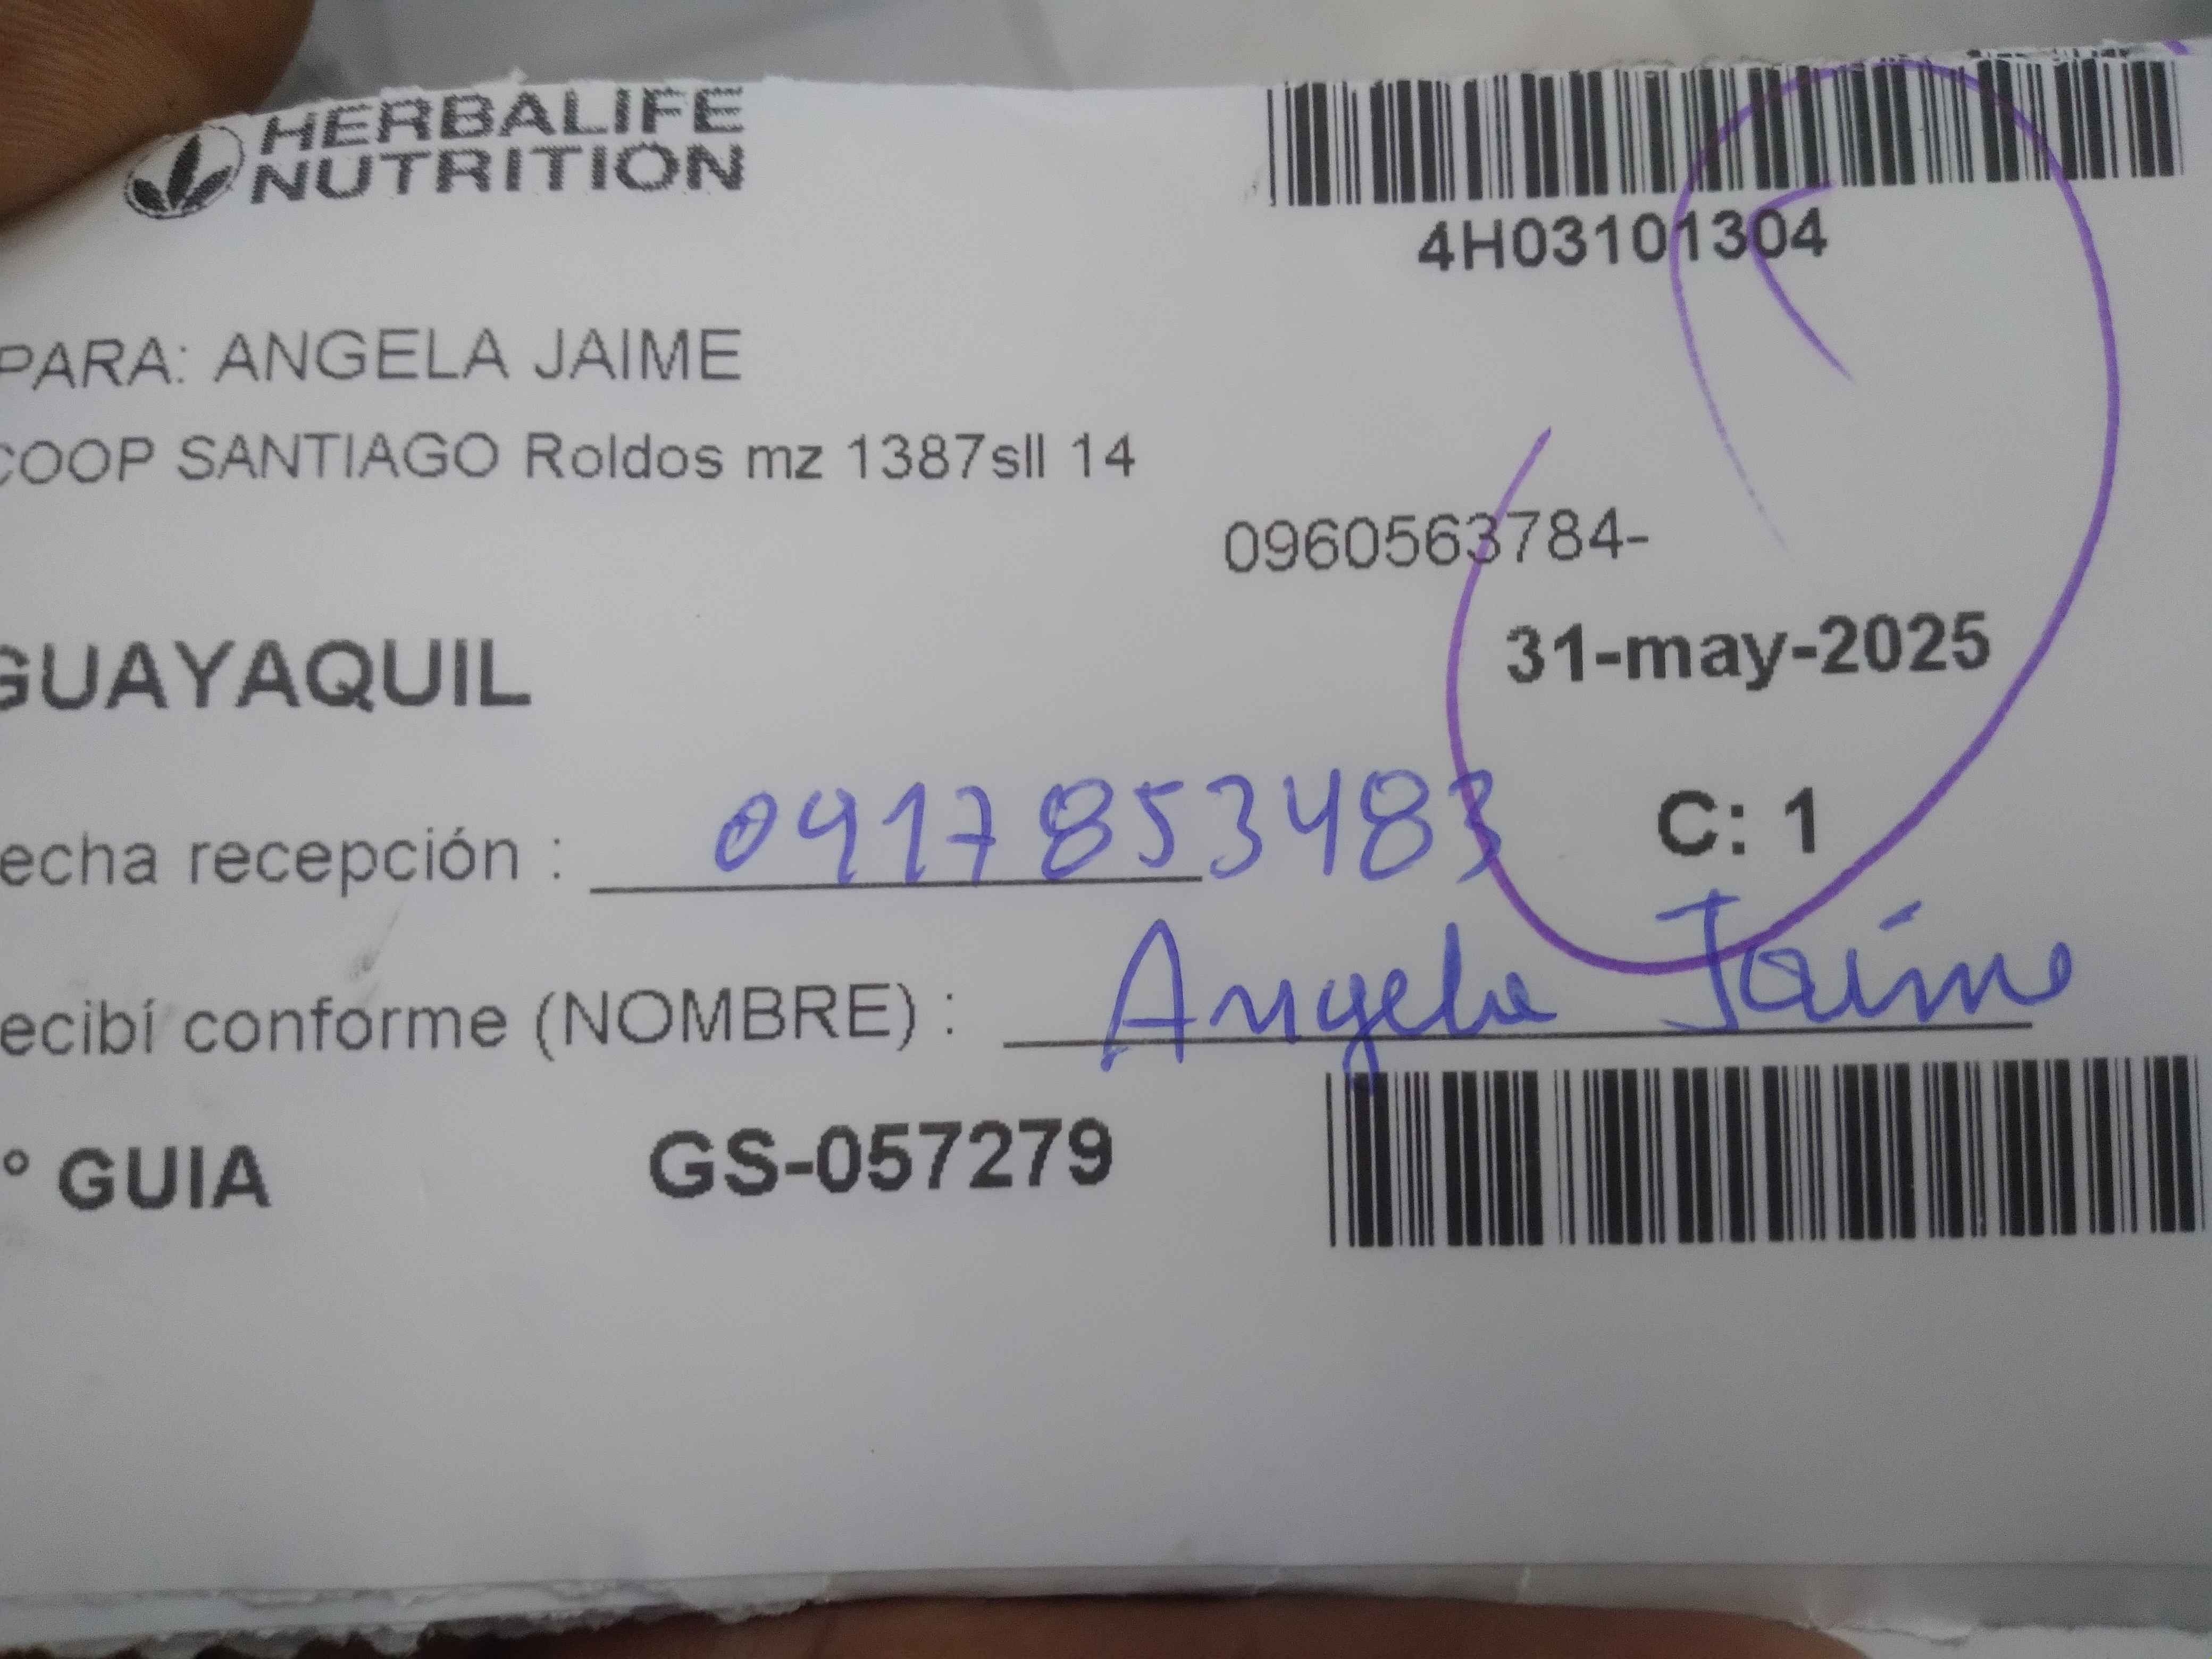 HERBALIFE
NUTRITION
4H03101304
PARA: ANGELA JAIME
COOP SANTIAGO Roldos mz 1387sll 14
0960563784-
GUAYAQUIL
31-may-2025
echa recepción : 0917853483
C: 1
ecibí conforme (NOMBRE) : Angela Jaime
° GUIA GS-057279